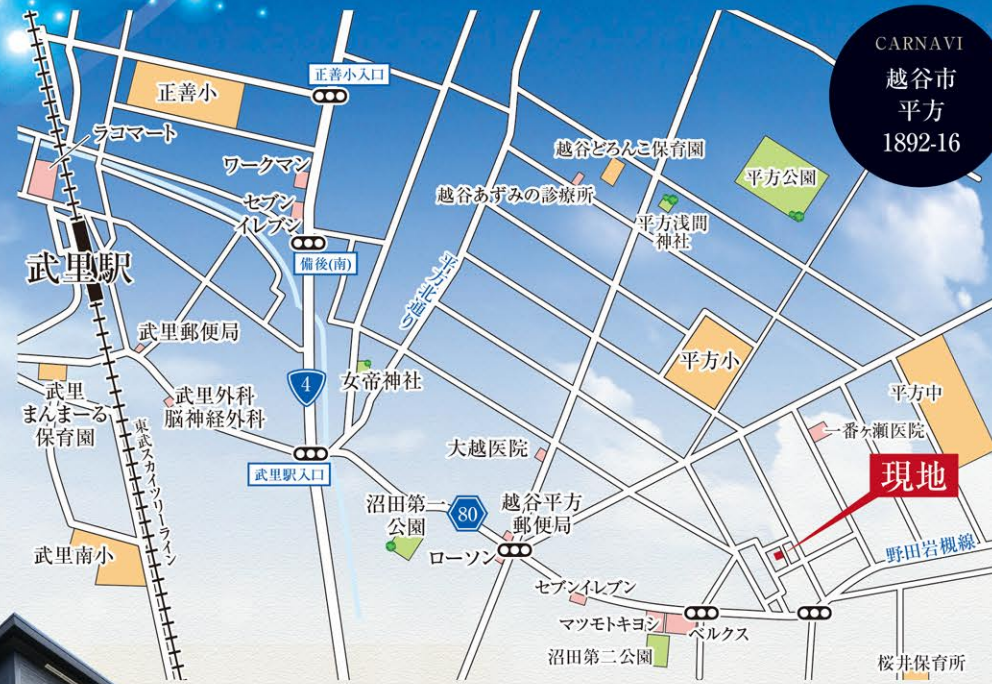 CARNAVI
越谷市
平方
1892-16
正善小入口
正善小
ラコマート
ワークマン
越谷どろんこ保育園
平方公園
越谷あずみの診療所
セブン
イレブン
平方浅間
神社
備後(南)
武里駅
平方北通り
武里郵便局
平方小
4
女帝神社
平方中
武里
まんまーる
保育園
武里外科
脳神経外科
一番ヶ瀬医院
東武スカイツリーライン
大越医院
武里駅入口
現地
沼田第一
公園
80
越谷平方
郵便局
ローソン
武里南小
野田岩槻線
セブンイレブン
マツモトキヨシ
ベルクス
沼田第二公園
桜井保育所